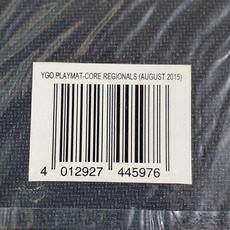 YGO PLAYMAT-CORE REGIONALS (AUGUST 2015)
4 012927 445976